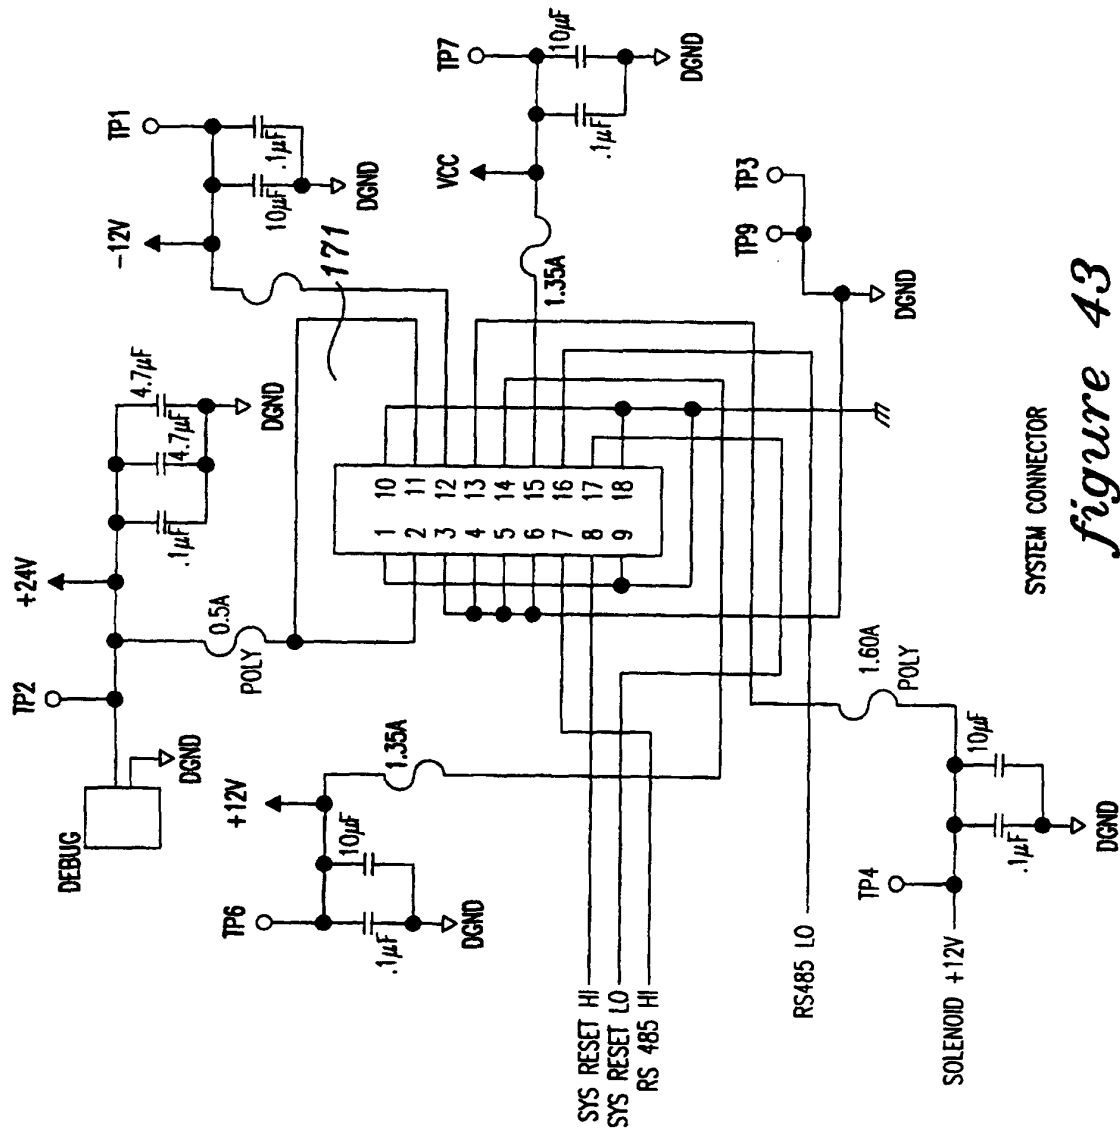 DEBUG
DGND
TP2
+24V
.1µF
4.7µF
4.7µF
DGND
0.5A
POLY
-12V
TP1
10µF
.1µF
DGND
171
TP6
+12V
.1µF
10µF
DGND
1.35A
1 10
2 11
3 12
4 13
5 14
6 15
7 16
8 17
9 18
VCC
TP7
1.35A
.1µF
10µF
DGND
SYS RESET HI
SYS RESET LO
RS 485 HI
TP9
TP3
DGND
RS485 LO
1.60A
POLY
TP4
.1µF
10µF
DGND
SOLENOID +12V
SYSTEM CONNECTOR
figure 43